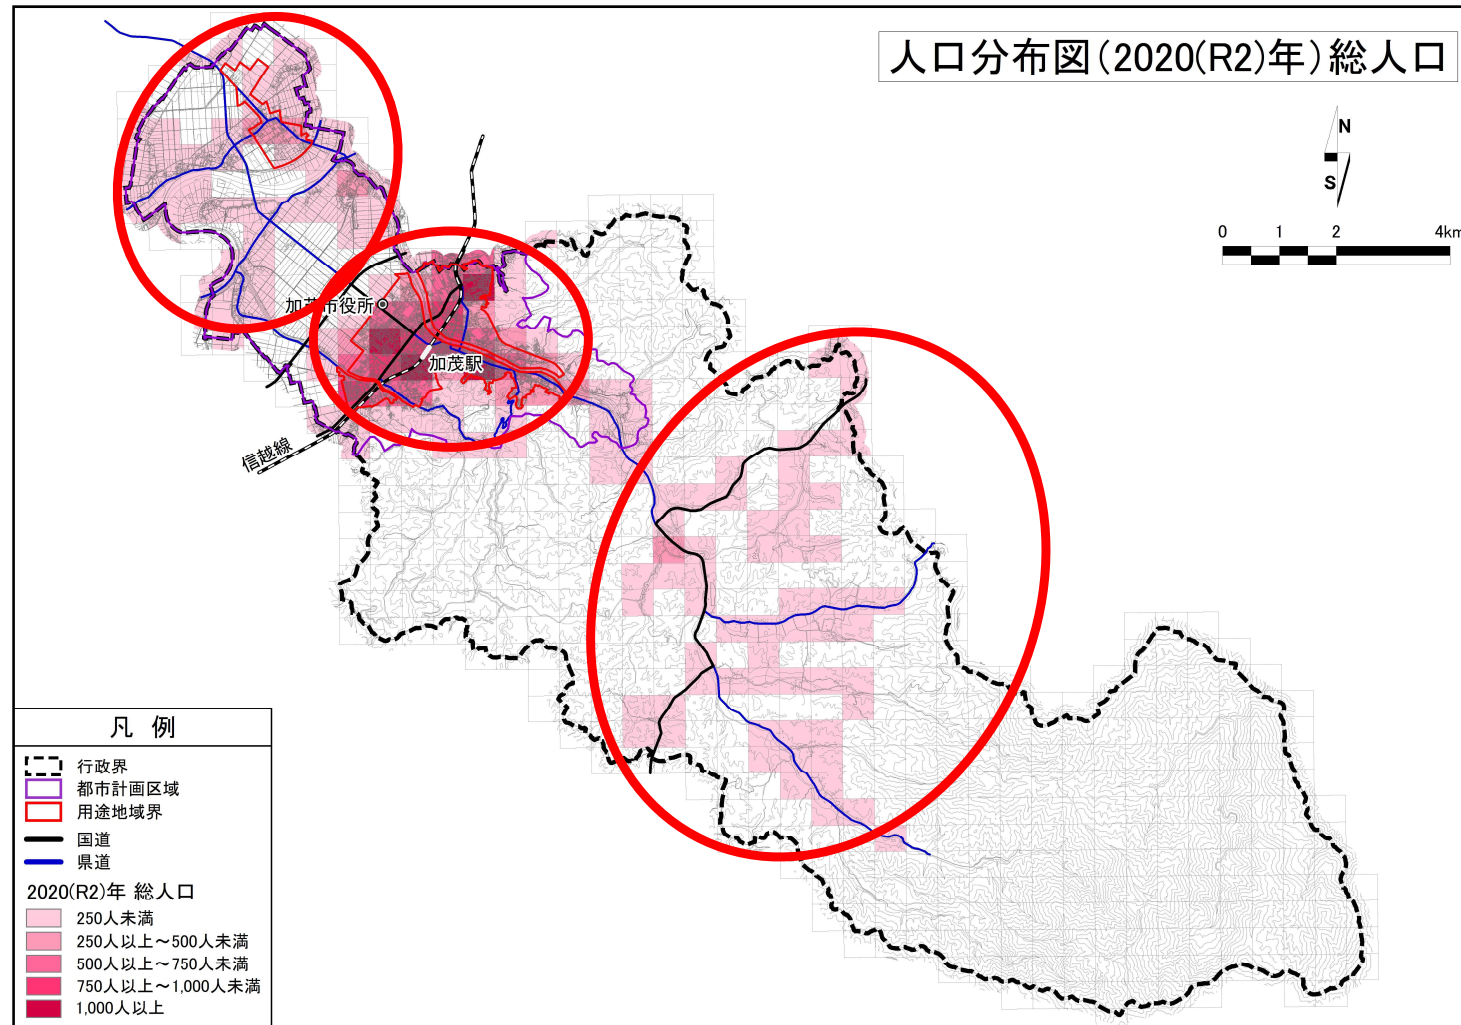 人口分布図(2020(R2)年)総人口
N
S
0 1 2 4km
加茂市役所
加茂駅
信越線
凡 例
行政界
都市計画区域
用途地域界
国道
県道
2020(R2)年 総人口
250人未満
250人以上～500人未満
500人以上～750人未満
750人以上～1,000人未満
1,000人以上